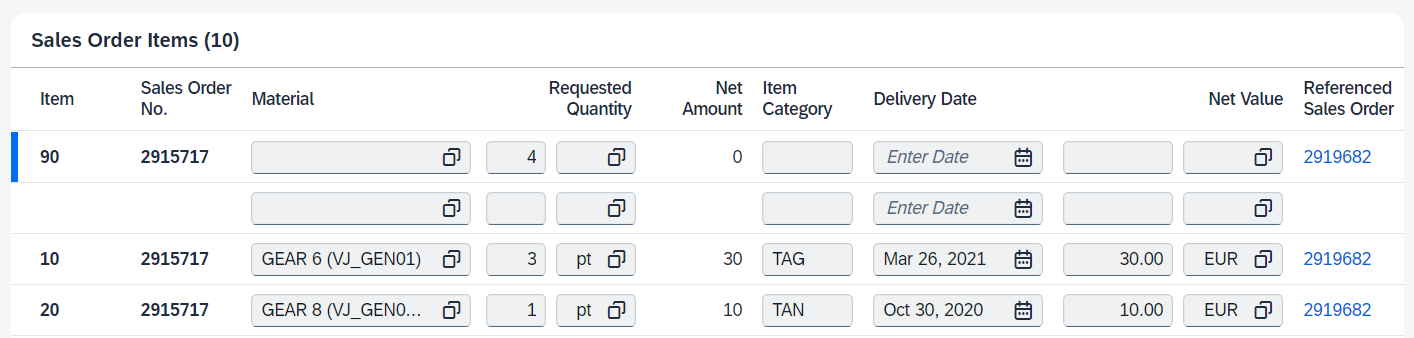 Sales Order Items (10)
Item Sales Order No. Material Requested Quantity Net Amount Item Category Delivery Date Net Value Referenced Sales Order
90 2915717 4 0 Enter Date 2919682
Enter Date
10 2915717 GEAR 6 (VJ_GEN01) 3 pt 30 TAG Mar 26, 2021 30.00 EUR 2919682
20 2915717 GEAR 8 (VJ_GEN0... 1 pt 10 TAN Oct 30, 2020 10.00 EUR 2919682